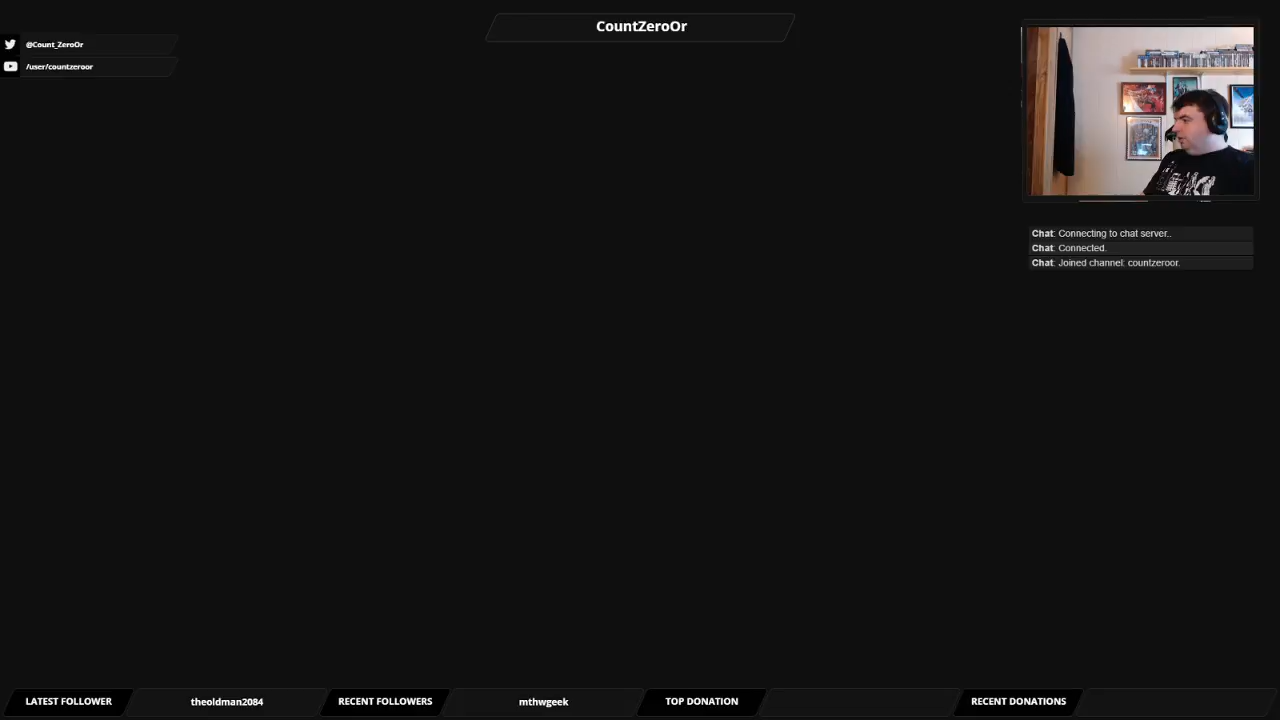 CountZeroOr
@Count_ZeroOr
/user/countzeroor
Chat: Connecting to chat server..
Chat: Connected.
Chat: Joined channel: countzeroor.
LATEST FOLLOWER theoldman2084 RECENT FOLLOWERS mthwgeek TOP DONATION RECENT DONATIONS